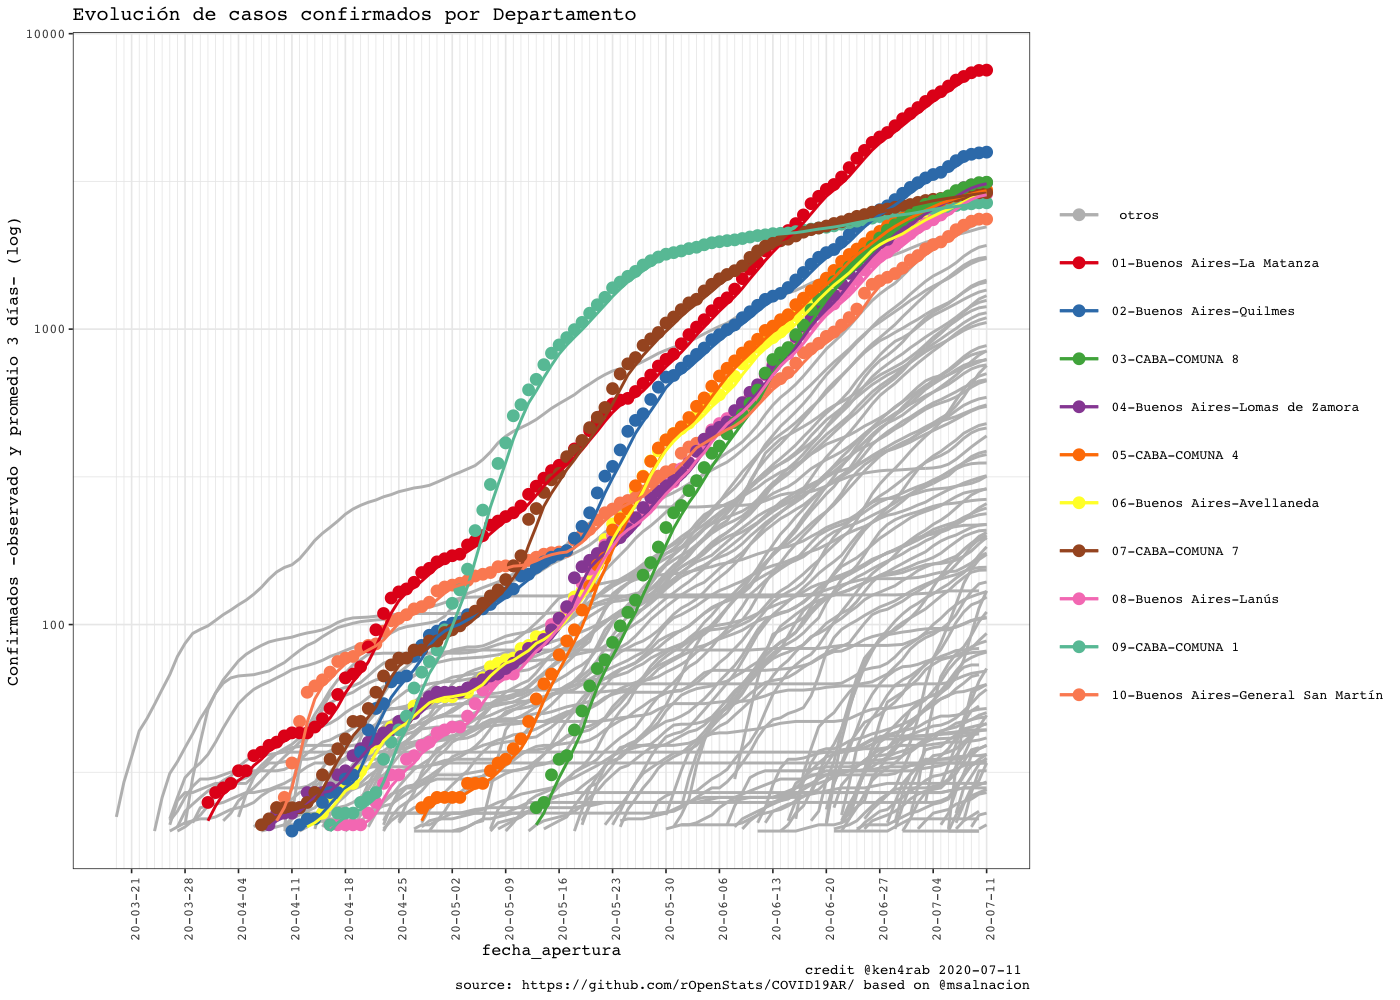 Evolución de casos confirmados por Departamento
Confirmados -observado y promedio 3 días- (log)
10000
1000
100
20-03-21
20-03-28
20-04-04
20-04-11
20-04-18
20-04-25
20-05-02
20-05-09
20-05-16
20-05-23
20-05-30
20-06-06
20-06-13
20-06-20
20-06-27
20-07-04
20-07-11
fecha_apertura
otros
01-Buenos Aires-La Matanza
02-Buenos Aires-Quilmes
03-CABA-COMUNA 8
04-Buenos Aires-Lomas de Zamora
05-CABA-COMUNA 4
06-Buenos Aires-Avellaneda
07-CABA-COMUNA 7
08-Buenos Aires-Lanús
09-CABA-COMUNA 1
10-Buenos Aires-General San Martín
credit @ken4rab 2020-07-11
source: https://github.com/rOpenStats/COVID19AR/ based on @msalnacion